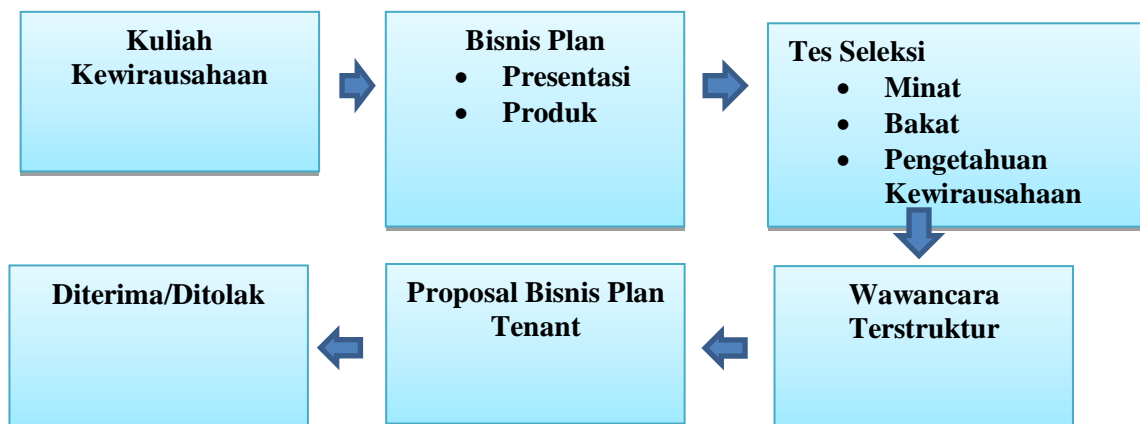 Kuliah
Kewirausahaan
Bisnis Plan
• Presentasi
• Produk
Tes Seleksi
• Minat
• Bakat
• Pengetahuan
Kewirausahaan
Wawancara
Terstruktur
Proposal Bisnis Plan
Tenant
Diterima/Ditolak